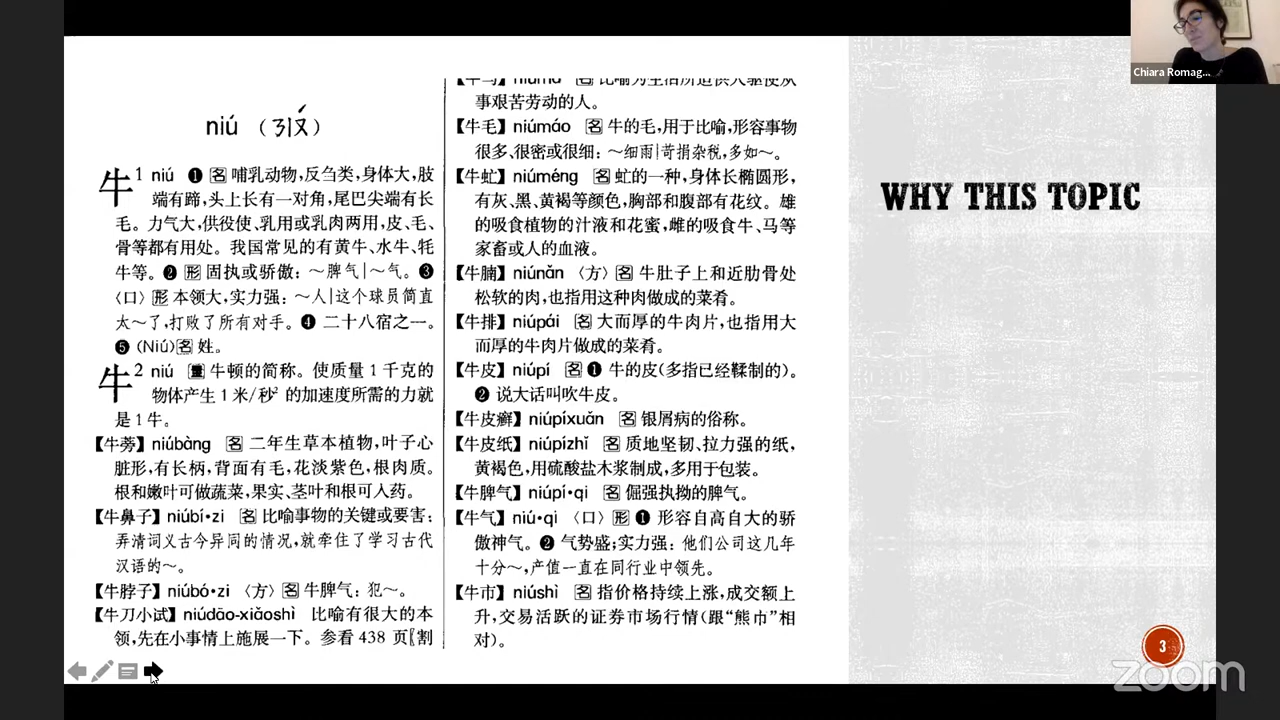 niú (ㄋㄧㄡˊ)
牛1 niú ❶ 名 哺乳动物,反刍类,身体大,肢
端有蹄,头上长有一对角,尾巴尖端有长
毛。力气大,供役使、乳用或乳肉两用,皮、毛、
骨等都有用处。我国常见的有黄牛、水牛、牦
牛等。❷ 形 固执或骄傲:~脾气|~气。❸
〈口〉形 本领大,实力强:~人|这个球员简直
太~了,打败了所有对手。❹ 二十八宿之一。
❺ (Niú)名 姓。
牛2 niú 量 牛顿的简称。使质量1千克的
物体产生1米/秒2 的加速度所需的力就
是1牛。
【牛蒡】niúbàng 名 二年生草本植物,叶子心
脏形,有长柄,背面有毛,花淡紫色,根肉质。
根和嫩叶可做蔬菜,果实、茎叶和根可入药。
【牛鼻子】niúbí•zi 名 比喻事物的关键或要害:
弄清词义古今异同的情况,就牵住了学习古代
汉语的~。
【牛脖子】niúbó•zi 〈方〉名 牛脾气:犯~。
【牛刀小试】niúdāo-xiǎoshì 比喻有很大的本
领,先在小事情上施展一下。参看438页〖割
事艰苦劳动的人。
【牛毛】niúmáo 名 牛的毛,用于比喻,形容事物
很多、很密或很细:~细雨|苛捐杂税,多如~。
【牛虻】niúméng 名 虻的一种,身体长椭圆形,
有灰、黑、黄褐等颜色,胸部和腹部有花纹。雄
的吸食植物的汁液和花蜜,雌的吸食牛、马等
家畜或人的血液。
【牛腩】niúnǎn 〈方〉名 牛肚子上和近肋骨处
松软的肉,也指用这种肉做成的菜肴。
【牛排】niúpái 名 大而厚的牛肉片,也指用大
而厚的牛肉片做成的菜肴。
【牛皮】niúpí 名 ❶ 牛的皮(多指已经鞣制的)。
❷ 说大话叫吹牛皮。
【牛皮癣】niúpíxuǎn 名 银屑病的俗称。
【牛皮纸】niúpízhǐ 名 质地坚韧、拉力强的纸,
黄褐色,用硫酸盐木浆制成,多用于包装。
【牛脾气】niúpí•qi 名 倔强执拗的脾气。
【牛气】niú•qi 〈口〉形 ❶ 形容自高自大的骄
傲神气。❷ 气势盛;实力强:他们公司这几年
十分~,产值一直在同行业中领先。
【牛市】niúshì 名 指价格持续上涨,成交额上
升,交易活跃的证券市场行情(跟“熊市”相
对)。
WHY THIS TOPIC
3
Chiara Romag...
zoom